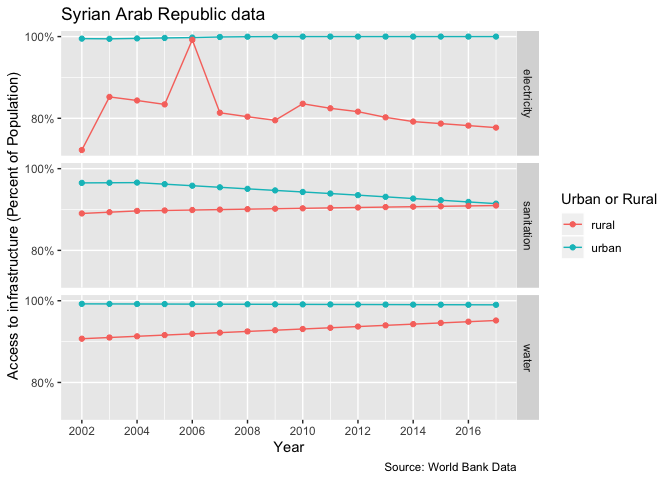 Syrian Arab Republic data
Access to infrastructure (Percent of Population)
100%
80%
electricity
100%
80%
sanitation
100%
80%
water
2002 2004 2006 2008 2010 2012 2014 2016
Year
Urban or Rural
rural
urban
Source: World Bank Data